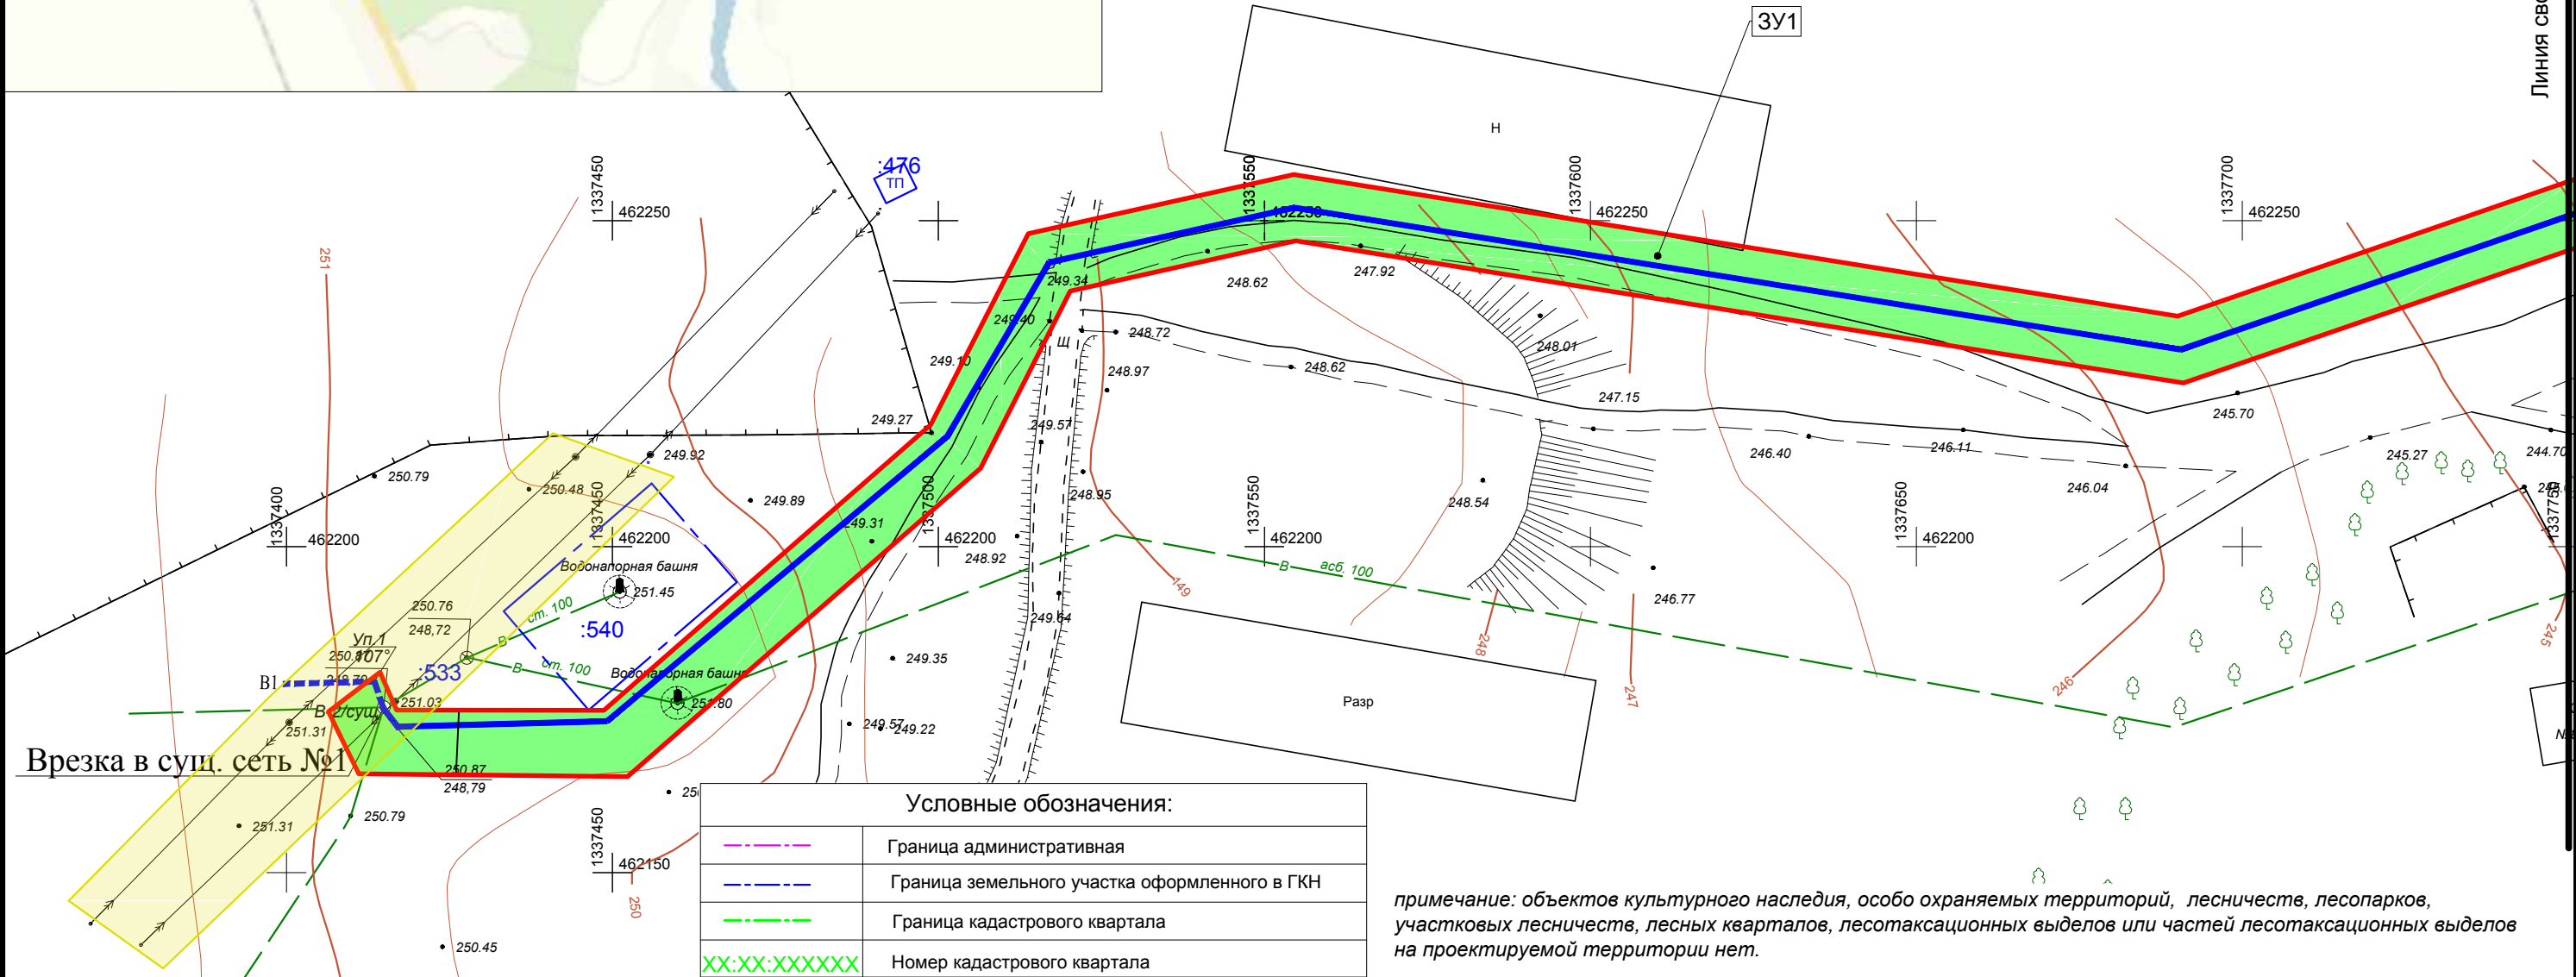 ЗУ1
Линия сво
Н
:476
ТП
1337450
462250
1337550
462250
1337600
462250
1337700
462250
251
249.34
248.62
247.92
249.40
Щ
248.72
248.01
249.10
248.97
248.62
247.15
249.27
249.57
245.70
246.40
246.11
245.27
244.70
250.79
249.92
250.48
249.89
248.95
248.54
246.04
249.31
1337400
462200
1337450
462200
1337500
462200
1337550
462200
1337650
462200
248.92
Водонапорная башня
251.45
В
асб. 100
149
246.77
250.76
248,72
ст. 100
В
:540
249.64
248
245
Уп.1
107°
В
ст. 100
249.35
:533
Водонапорная башня
В1
251.03
251.80
246
247
Разр
В-2/сущ.
251.31
249.57
249.22
Врезка в сущ. сеть №1
250.87
248,79
250.79
251.31
1337450
462150
250
250.45
Условные обозначения:
Граница административная
Граница земельного участка оформленного в ГКН
Граница кадастрового квартала
XX:XX:XXXXXX Номер кадастрового квартала
примечание: объектов культурного наследия, особо охраняемых территорий, лесничеств, лесопарков,
участковых лесничеств, лесных кварталов, лесотаксационных выделов или частей лесотаксационных выделов
на проектируемой территории нет.